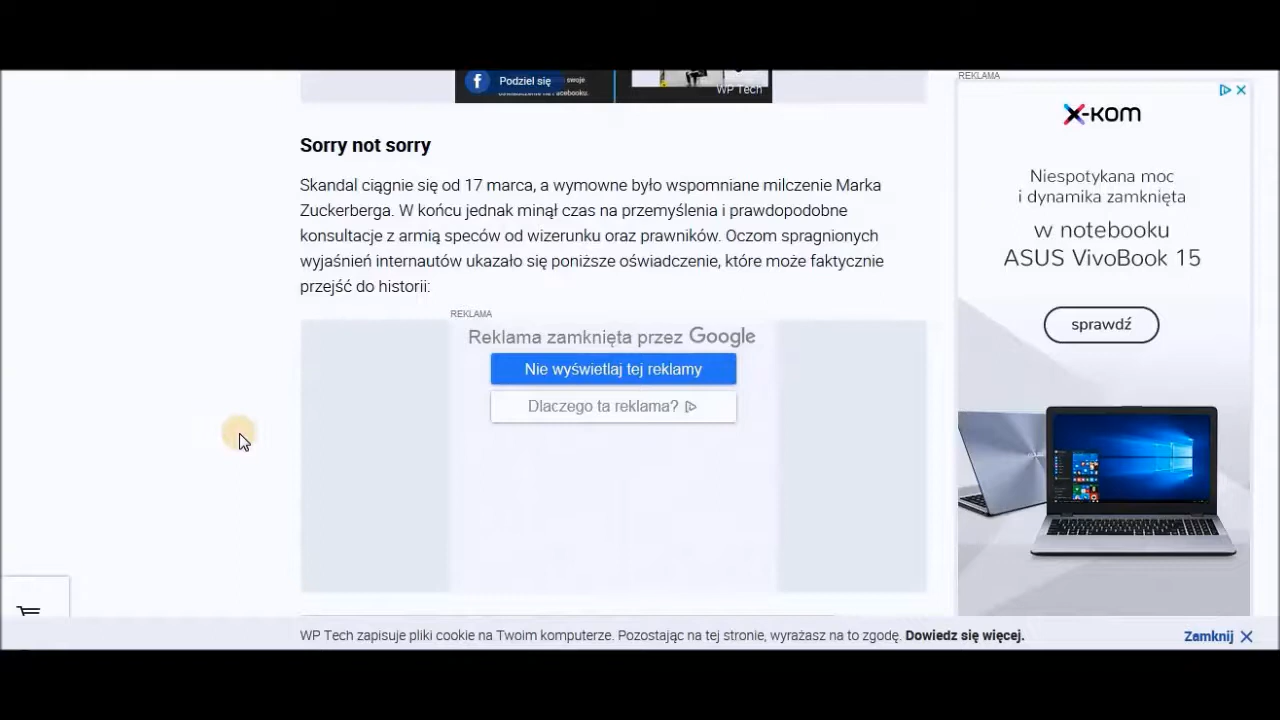 Podziel się
swoje
WP Tech
Sorry not sorry
Skandal ciągnie się od 17 marca, a wymowne było wspomniane milczenie Marka
Zuckerberga. W końcu jednak minął czas na przemyślenia i prawdopodobne
konsultacje z armią speców od wizerunku oraz prawników. Oczom spragnionych
wyjaśnień internautów ukazało się poniższe oświadczenie, które może faktycznie
przejść do historii:
REKLAMA
Reklama zamknięta przez Google
Nie wyświetlaj tej reklamy
Dlaczego ta reklama?
REKLAMA
x-kom
Niespotykana moc
i dynamika zamknięta
w notebooku
ASUS VivoBook 15
sprawdź
WP Tech zapisuje pliki cookie na Twoim komputerze. Pozostając na tej stronie, wyrażasz na to zgodę. Dowiedz się więcej.
Zamknij